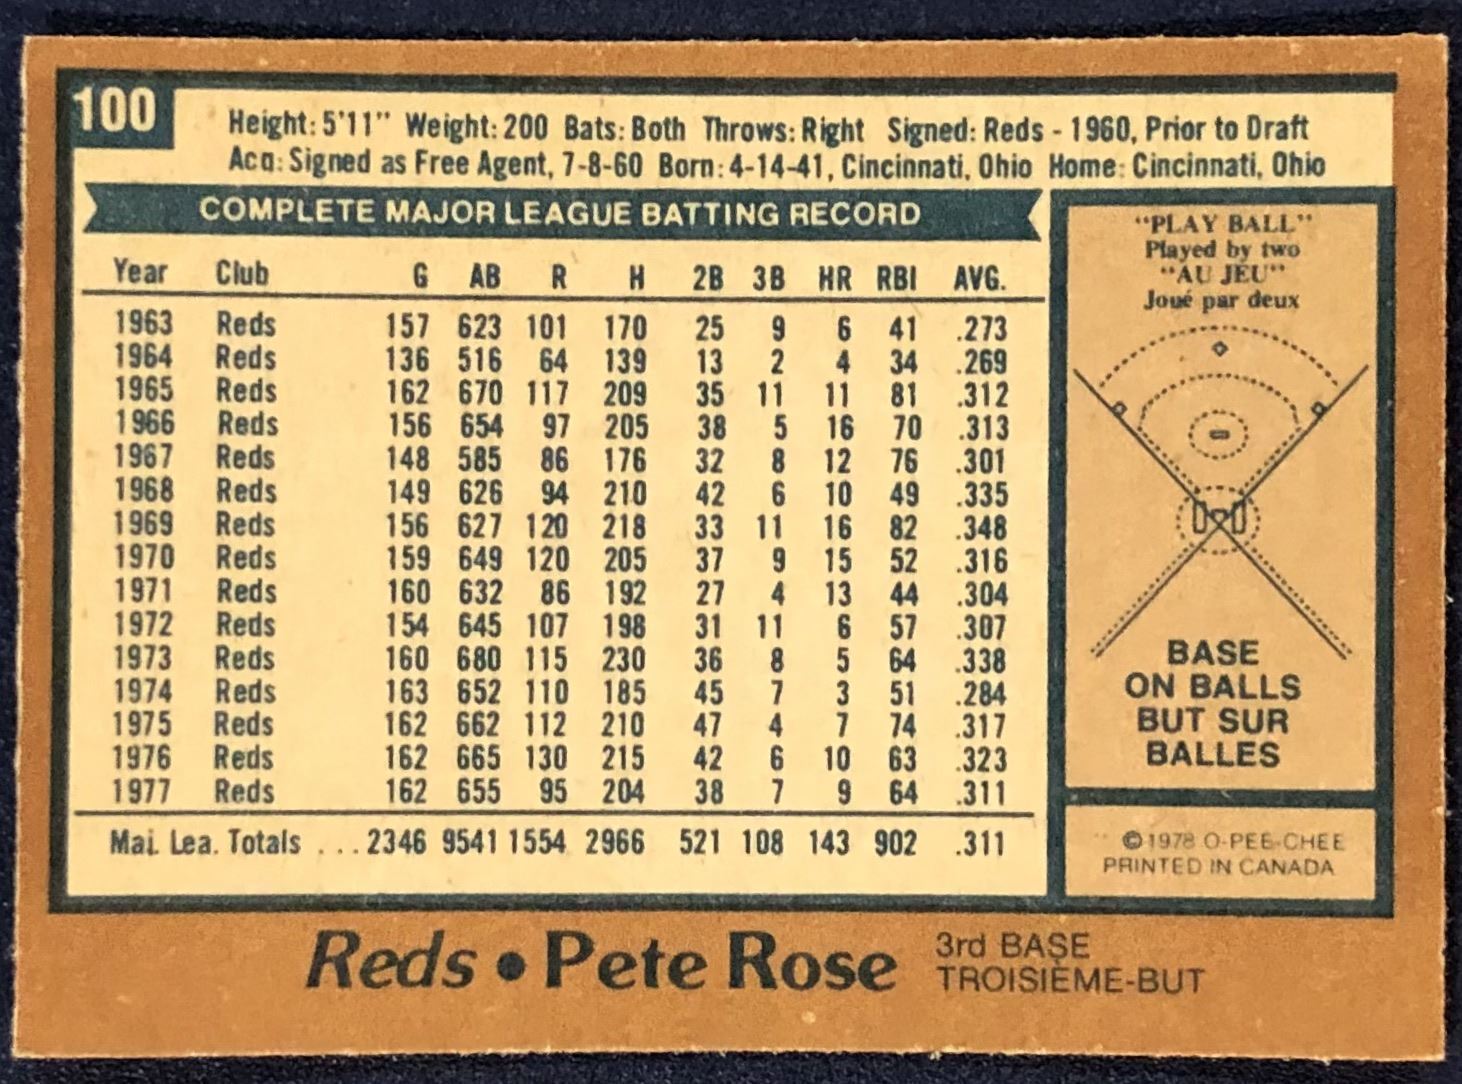 100
Height: 5'11" Weight: 200 Bats: Both Throws: Right Signed: Reds - 1960, Prior to Draft
Acq: Signed as Free Agent, 7-8-60 Born: 4-14-41, Cincinnati, Ohio Home: Cincinnati, Ohio
COMPLETE MAJOR LEAGUE BATTING RECORD
Year Club G AB R H 2B 3B HR RBI AVG.
1963 Reds 157 623 101 170 25 9 6 41 .273
1964 Reds 136 516 64 139 13 2 4 34 .269
1965 Reds 162 670 117 209 35 11 11 81 .312
1966 Reds 156 654 97 205 38 5 16 70 .313
1967 Reds 148 585 86 176 32 8 12 76 .301
1968 Reds 149 626 94 210 42 6 10 49 .335
1969 Reds 156 627 120 218 33 11 16 82 .348
1970 Reds 159 649 120 205 37 9 15 52 .316
1971 Reds 160 632 86 192 27 4 13 44 .304
1972 Reds 154 645 107 198 31 11 6 57 .307
1973 Reds 160 680 115 230 36 8 5 64 .338
1974 Reds 163 652 110 185 45 7 3 51 .284
1975 Reds 162 662 112 210 47 4 7 74 .317
1976 Reds 162 665 130 215 42 6 10 63 .323
1977 Reds 162 655 95 204 38 7 9 64 .311
Maj. Lea. Totals ... 2346 9541 1554 2966 521 108 143 902 .311
"PLAY BALL"
Played by two
"AU JEU"
Joué par deux
BASE
ON BALLS
BUT SUR
BALLES
©1978 O-PEE-CHEE
PRINTED IN CANADA
Reds • Pete Rose
3rd BASE
TROISIÈME-BUT